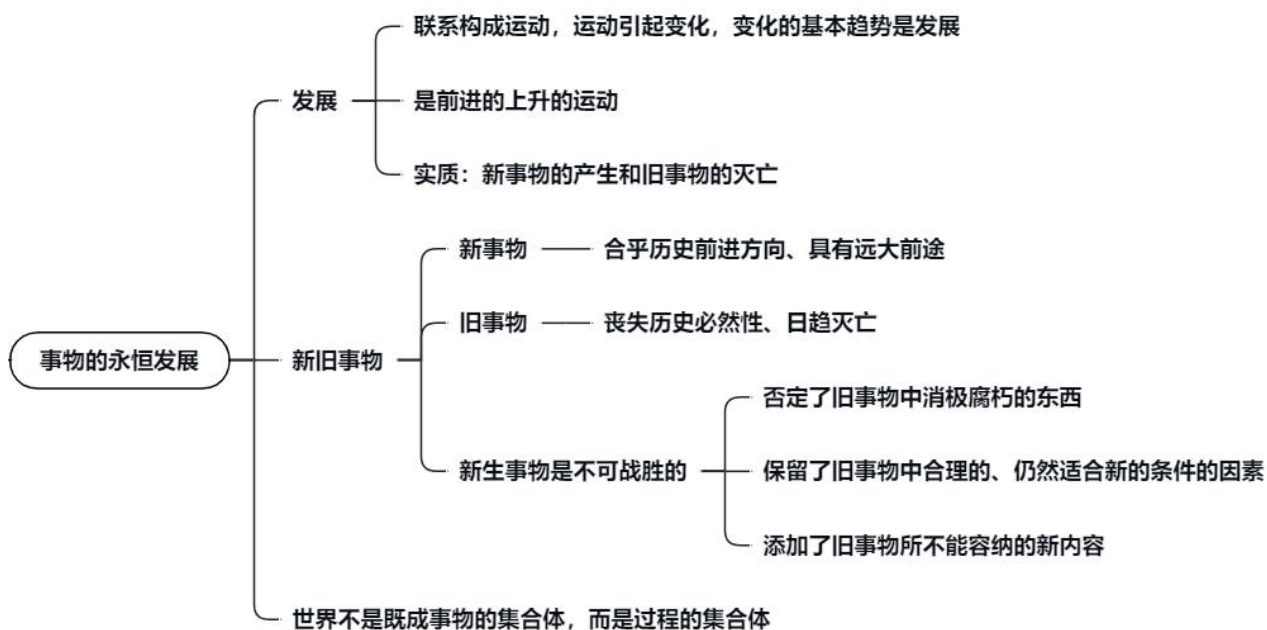 事物的永恒发展
发展
联系构成运动，运动引起变化，变化的基本趋势是发展
是前进的上升的运动
实质：新事物的产生和旧事物的灭亡
新旧事物
新事物
合乎历史前进方向、具有远大前途
旧事物
丧失历史必然性、日趋灭亡
新生事物是不可战胜的
否定了旧事物中消极腐朽的东西
保留了旧事物中合理的、仍然适合新的条件的因素
添加了旧事物所不能容纳的新内容
世界不是既成事物的集合体，而是过程的集合体